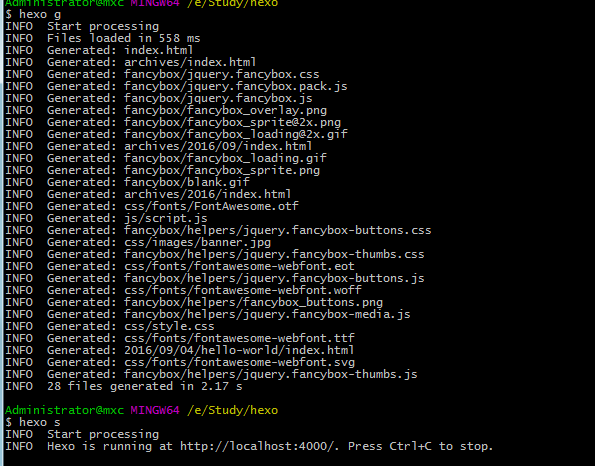 Administrator@mxc MINGW64 /e/Study/hexo
$ hexo g
INFO  Start processing
INFO  Files loaded in 558 ms
INFO  Generated: index.html
INFO  Generated: archives/index.html
INFO  Generated: fancybox/jquery.fancybox.css
INFO  Generated: fancybox/jquery.fancybox.pack.js
INFO  Generated: fancybox/jquery.fancybox.js
INFO  Generated: fancybox/fancybox_overlay.png
INFO  Generated: fancybox/fancybox_sprite@2x.png
INFO  Generated: fancybox/fancybox_loading@2x.gif
INFO  Generated: archives/2016/09/index.html
INFO  Generated: fancybox/fancybox_loading.gif
INFO  Generated: fancybox/fancybox_sprite.png
INFO  Generated: fancybox/blank.gif
INFO  Generated: archives/2016/index.html
INFO  Generated: css/fonts/FontAwesome.otf
INFO  Generated: js/script.js
INFO  Generated: fancybox/helpers/jquery.fancybox-buttons.css
INFO  Generated: css/images/banner.jpg
INFO  Generated: fancybox/helpers/jquery.fancybox-thumbs.css
INFO  Generated: css/fonts/fontawesome-webfont.eot
INFO  Generated: fancybox/helpers/jquery.fancybox-buttons.js
INFO  Generated: css/fonts/fontawesome-webfont.woff
INFO  Generated: fancybox/helpers/fancybox_buttons.png
INFO  Generated: fancybox/helpers/jquery.fancybox-media.js
INFO  Generated: css/style.css
INFO  Generated: css/fonts/fontawesome-webfont.ttf
INFO  Generated: 2016/09/04/hello-world/index.html
INFO  Generated: css/fonts/fontawesome-webfont.svg
INFO  Generated: fancybox/helpers/jquery.fancybox-thumbs.js
INFO  28 files generated in 2.17 s
Administrator@mxc MINGW64 /e/Study/hexo
$ hexo s
INFO  Start processing
INFO  Hexo is running at http://localhost:4000/. Press Ctrl+C to stop.